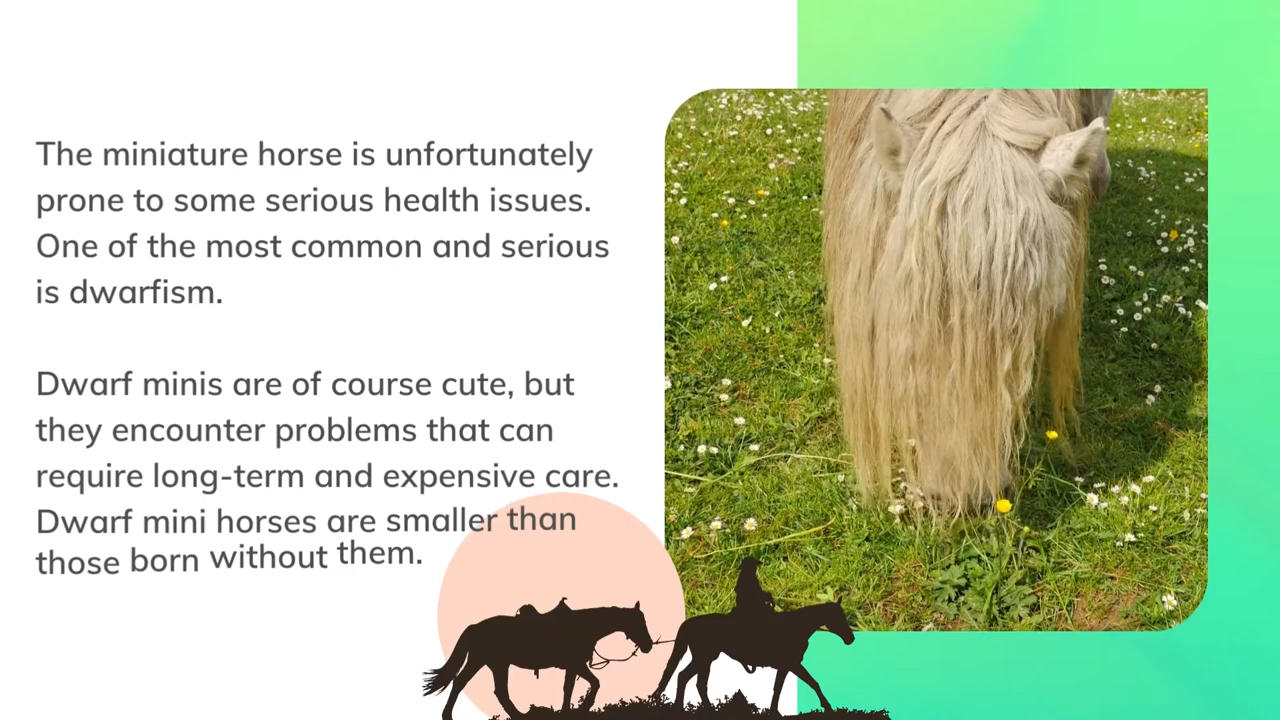 The miniature horse is unfortunately
prone to some serious health issues.
One of the most common and serious
is dwarfism.
Dwarf minis are of course cute, but
they encounter problems that can
require long-term and expensive care.
Dwarf mini horses are smaller than
those born without them.